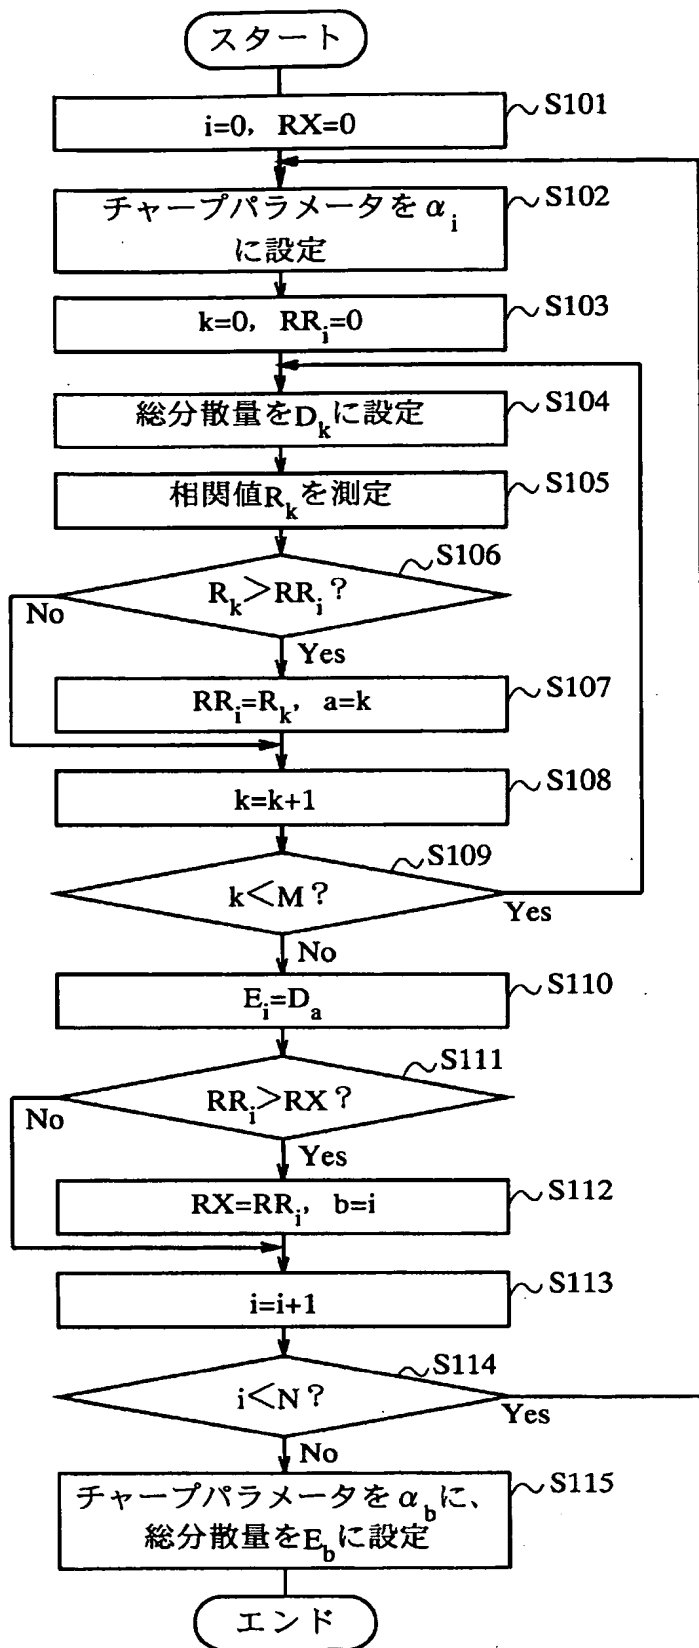 スタート
S101
i=0, RX=0
S102
チャープパラメータをα_i
に設定
S103
k=0, RR_i=0
S104
総分散量をD_kに設定
S105
相関値R_kを測定
S106
R_k>RR_i?
No
Yes
S107
RR_i=R_k, a=k
S108
k=k+1
S109
k<M?
Yes
No
S110
E_i=D_a
S111
RR_i>RX?
No
Yes
S112
RX=RR_i, b=i
S113
i=i+1
S114
i<N?
Yes
No
S115
チャープパラメータをα_bに、
総分散量をE_bに設定
エンド